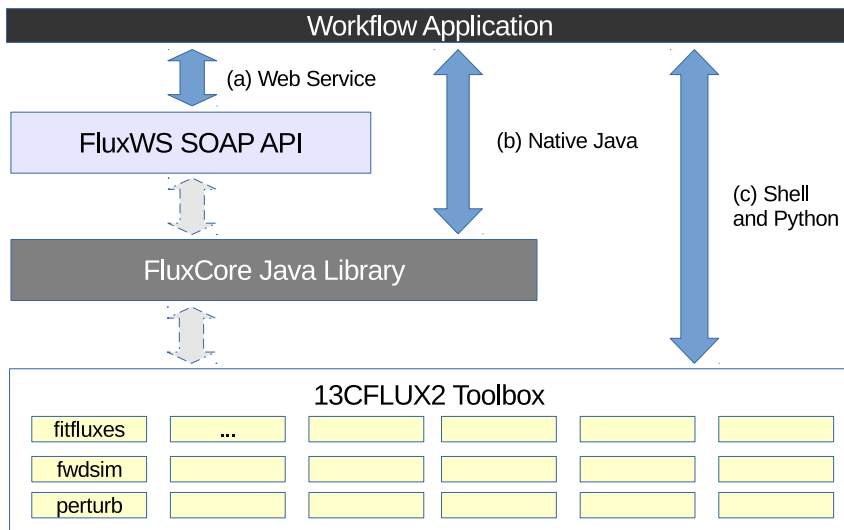 Workflow Application
(a) Web Service
FluxWS SOAP API
(b) Native Java
(c) Shell
and Python
FluxCore Java Library
13CFLUX2 Toolbox
fitfluxes
...
fwdsim
perturb